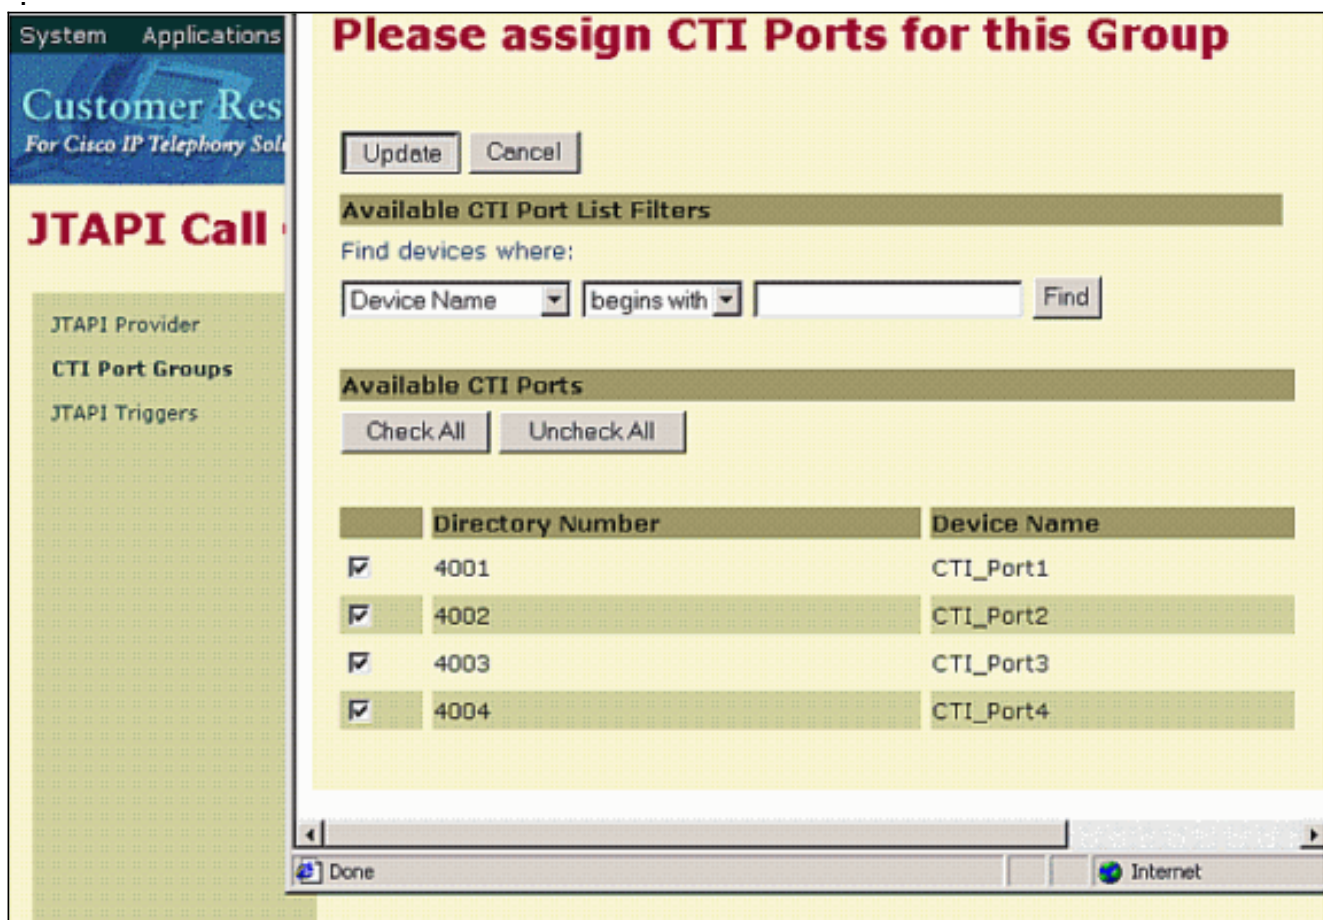 System Applications
Customer Res
For Cisco IP Telephony Solu
JTAPI Call
JTAPI Provider
CTI Port Groups
JTAPI Triggers
Please assign CTI Ports for this Group
Update Cancel
Available CTI Port List Filters
Find devices where:
Device Name begins with Find
Available CTI Ports
Check All Uncheck All
Directory Number Device Name
4001 CTI_Port1
4002 CTI_Port2
4003 CTI_Port3
4004 CTI_Port4
Done Internet